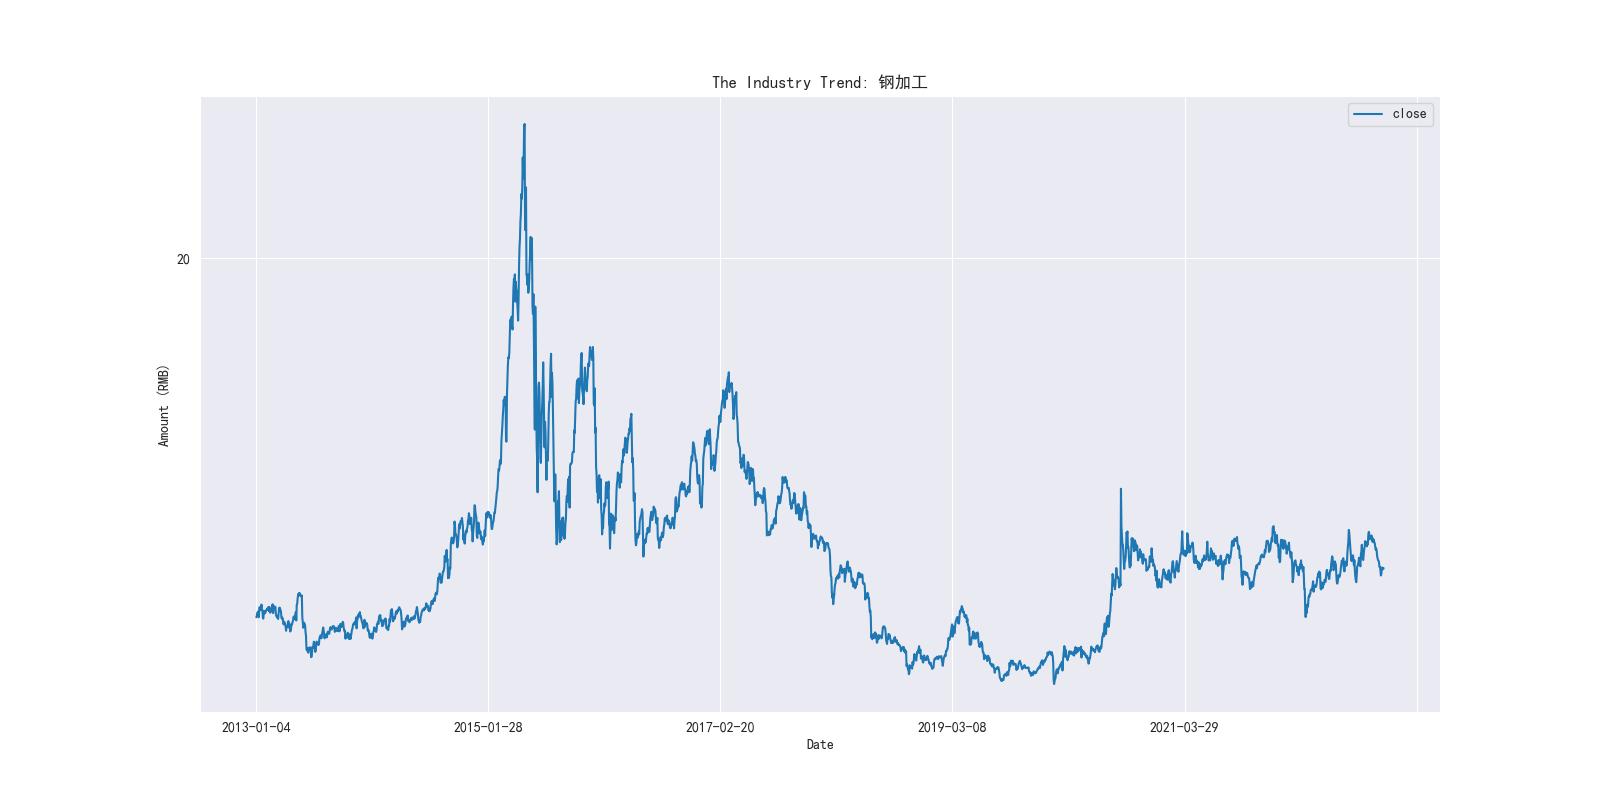 The Industry Trend: 钢加工
close
20
Amount (RMB)
2013-01-04
2015-01-28
2017-02-20
2019-03-08
2021-03-29
Date